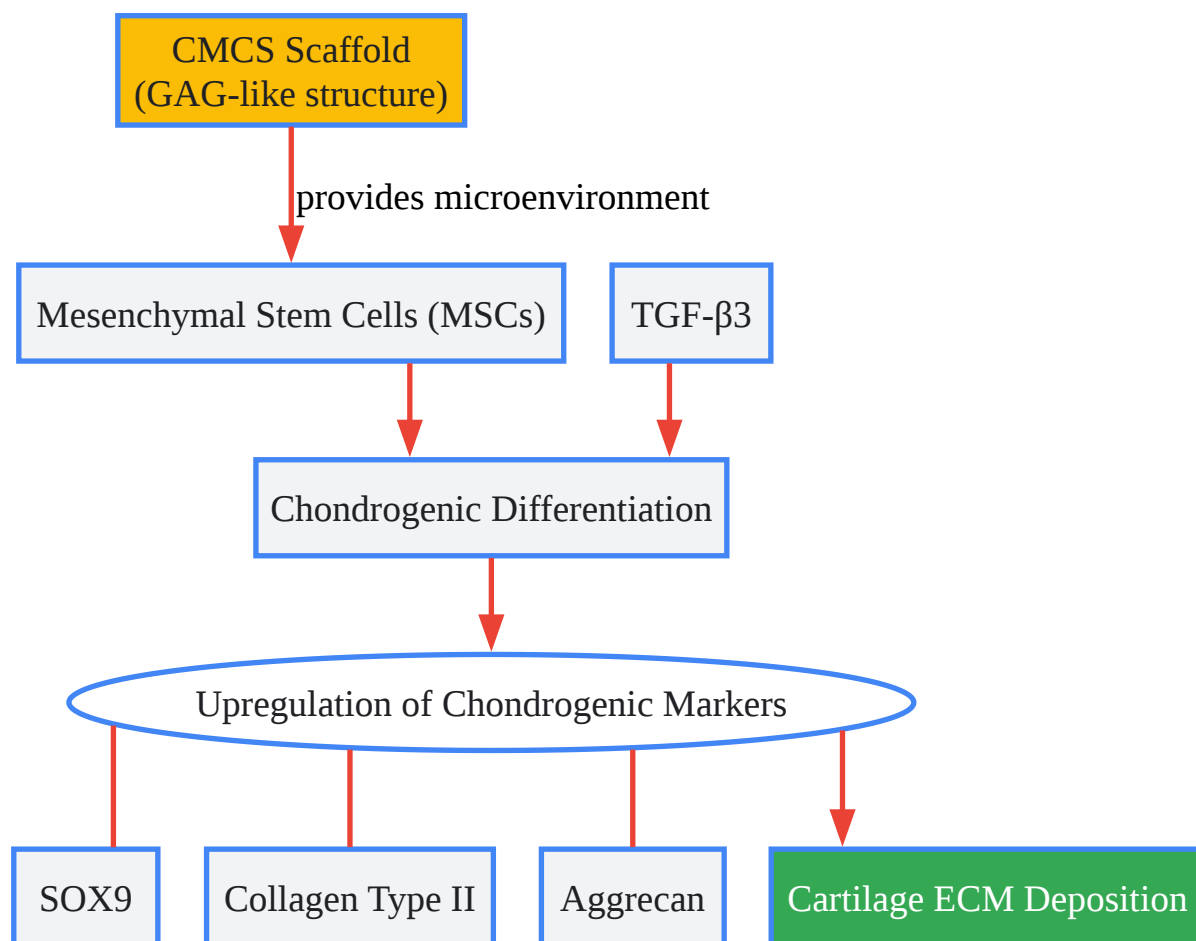 CMCS Scaffold
(GAG-like structure)
provides microenvironment
Mesenchymal Stem Cells (MSCs)
TGF-β3
Chondrogenic Differentiation
Upregulation of Chondrogenic Markers
SOX9
Collagen Type II
Aggrecan
Cartilage ECM Deposition